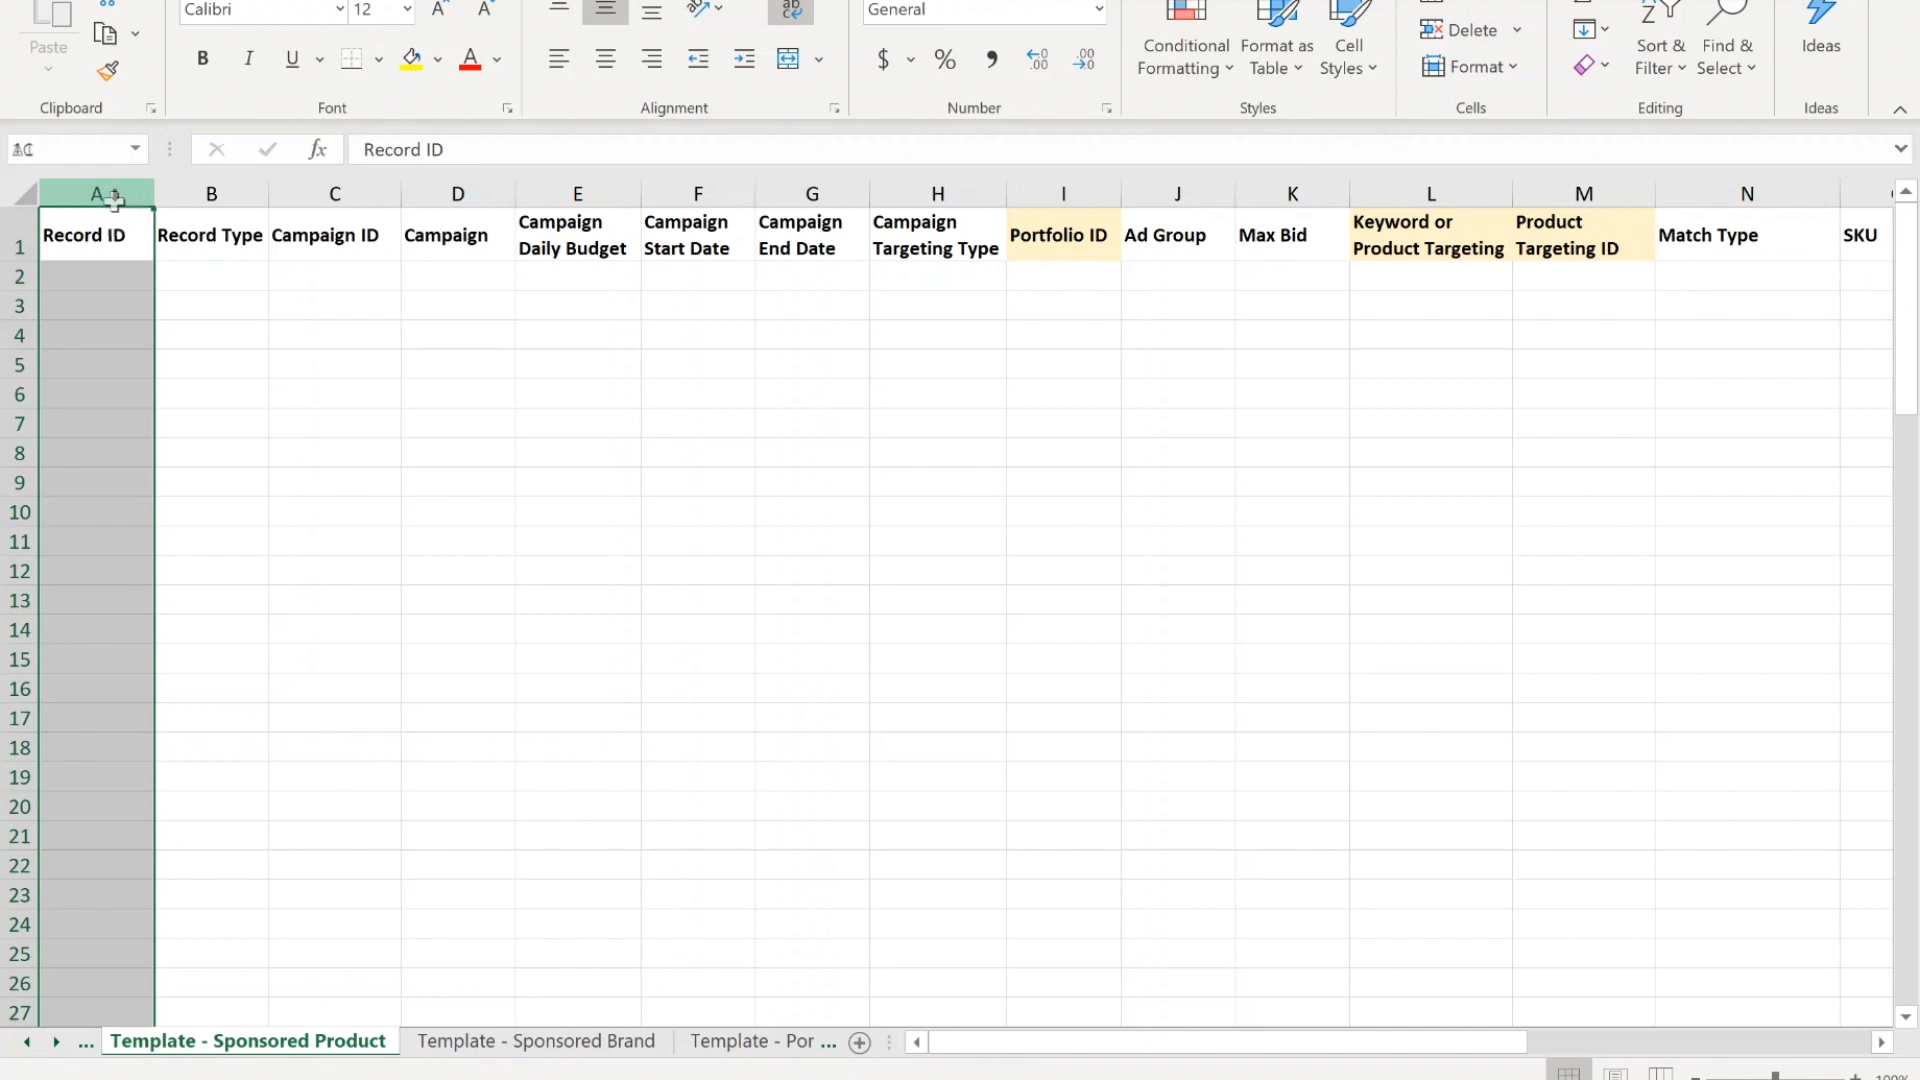 Calibri 12 General
Paste
B I U A $ % ,
Conditional Formatting
Format as Table
Cell Styles
Delete
Format
Sort & Filter
Find & Select
Ideas
Clipboard Font Alignment Number Styles Cells Editing Ideas
fx Record ID
A B C D E F G H I J K L M N
1 Record ID Record Type Campaign ID Campaign Campaign Daily Budget Campaign Start Date Campaign End Date Campaign Targeting Type Portfolio ID Ad Group Max Bid Keyword or Product Targeting Product Targeting ID Match Type SKU
2
3
4
5
6
7
8
9
10
11
12
13
14
15
16
17
18
19
20
21
22
23
24
25
26
27
... Template - Sponsored Product Template - Sponsored Brand Template - Por ...